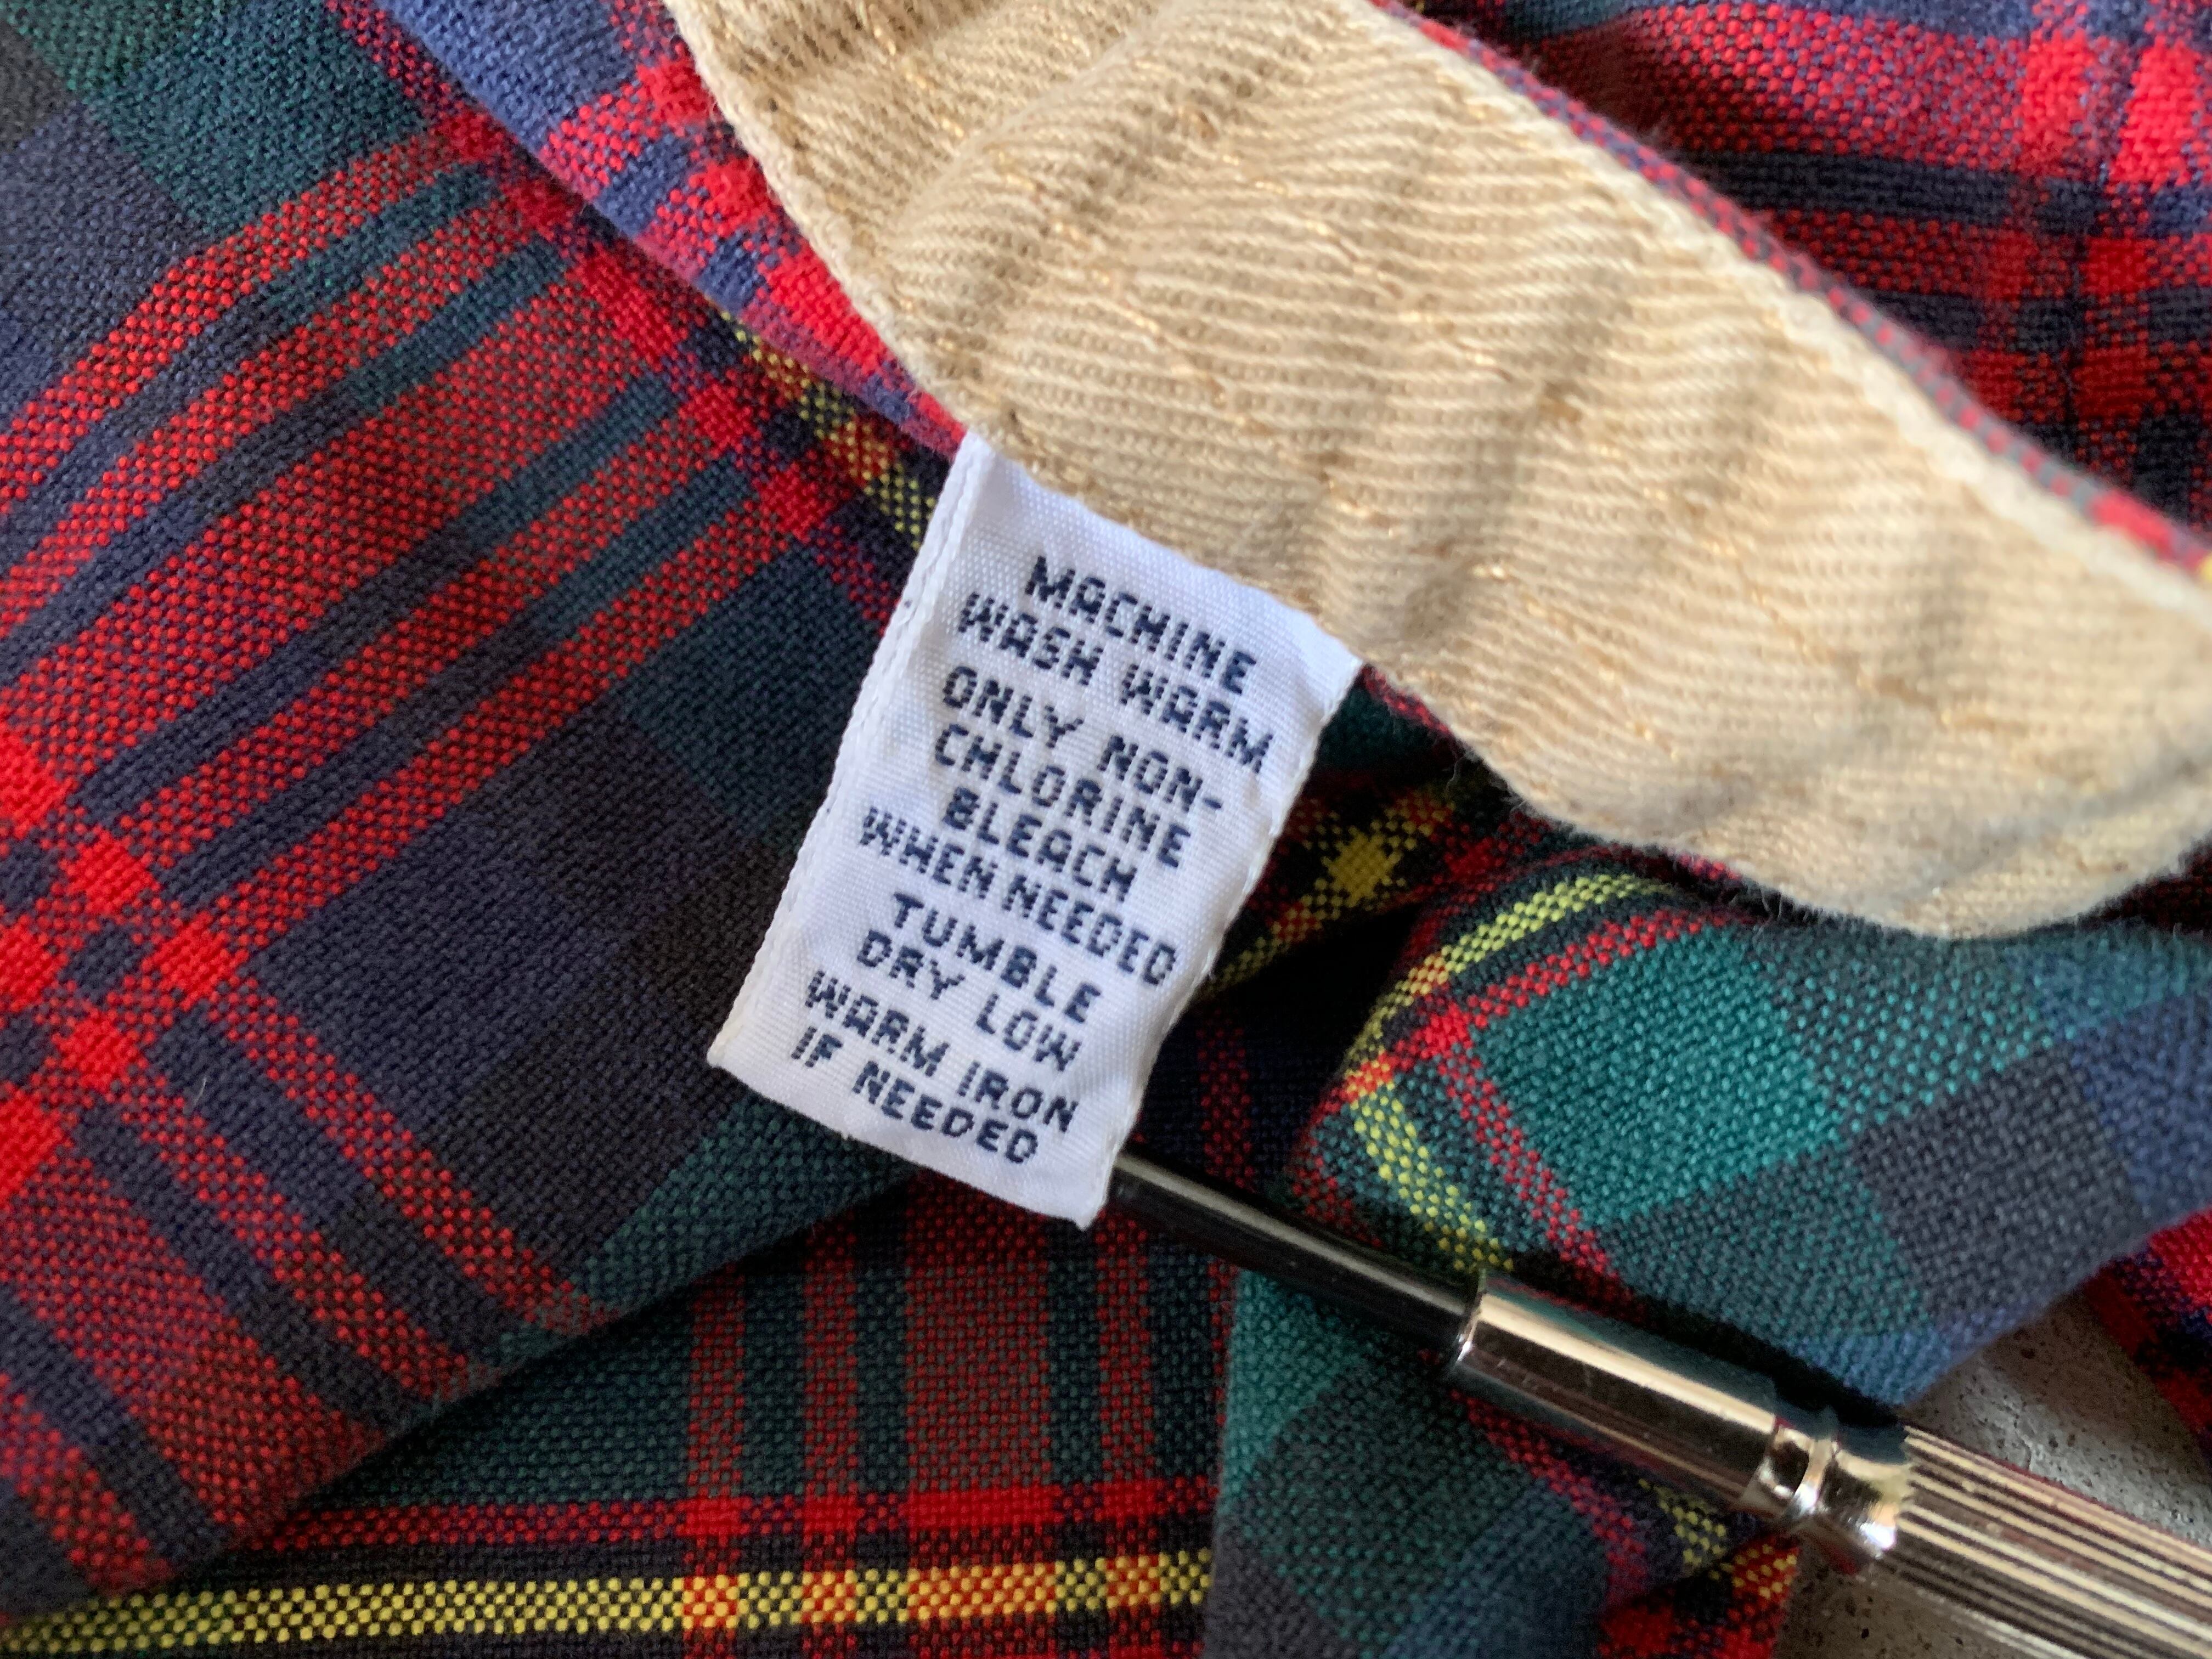 MACHINE
WASH WARM
ONLY NON-
CHLORINE
BLEACH
WHEN NEEDED
TUMBLE
DRY LOW
WARM IRON
IF NEEDED